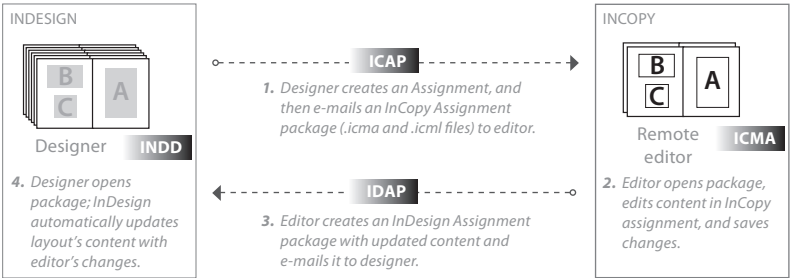 INDESIGN
B
C
A
Designer
INDD
4. Designer opens
package; InDesign
automatically updates
layout's content with
editor's changes.
ICAP
1. Designer creates an Assignment, and
then e-mails an InCopy Assignment
package (.icma and .icml files) to editor.
IDAP
3. Editor creates an InDesign Assignment
package with updated content and
e-mails it to designer.
INCOPY
B
C
A
Remote
editor
ICMA
2. Editor opens package,
edits content in InCopy
assignment, and saves
changes.